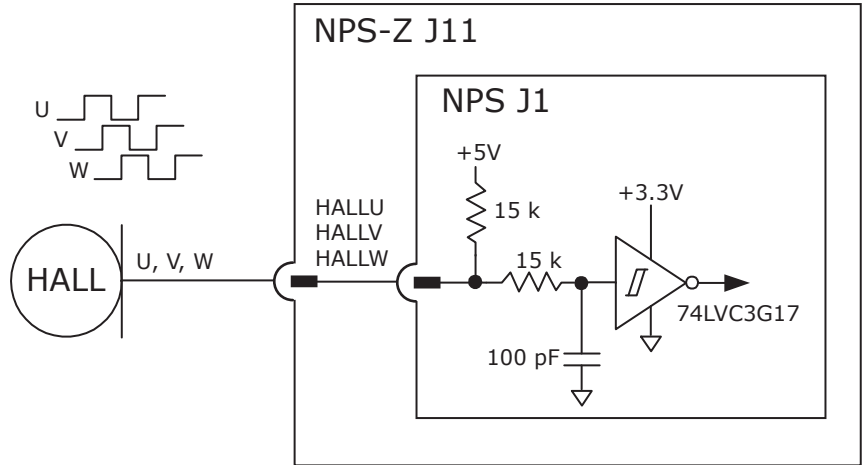 NPS-Z J11
NPS J1
U
V
W
+5V
+3.3V
15 k
HALLU
HALLV
HALLW
15 k
HALL
U, V, W
74LVC3G17
100 pF